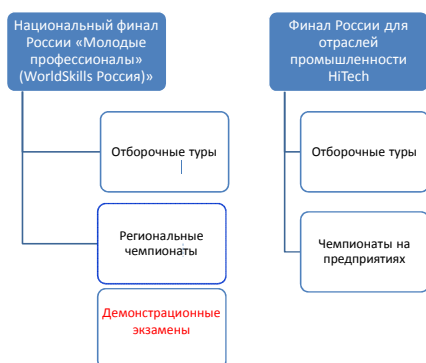 Национальный финал
России «Молодые
профессионалы»
(WorldSkills Россия)»
Отборочные туры
Региональные
чемпионаты
Демонстрационные
экзамены
Финал России для
отраслей
промышленности
HiTech
Отборочные туры
Чемпионаты на
предприятиях